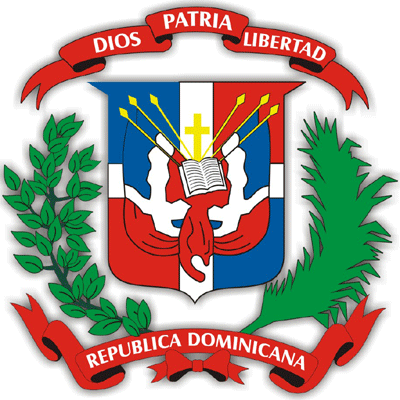 DIOS PATRIA LIBERTAD
REPUBLICA DOMINICANA